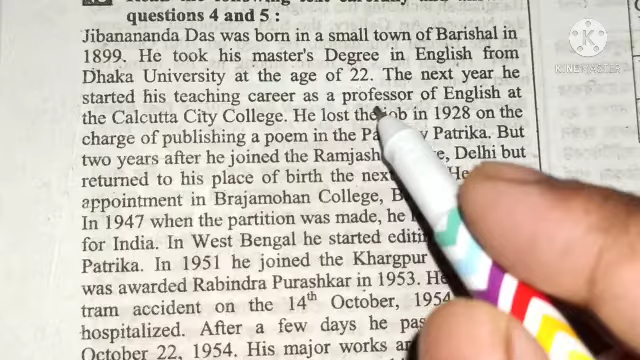 questions 4 and 5 :
Jibanananda Das was born in a small town of Barishal in
1899. He took his master's Degree in English from
Dhaka University at the age of 22. The next year he
started his teaching career as a professor of English at
the Calcutta City College. He lost the job in 1928 on the
charge of publishing a poem in the Patrika. But
two years after he joined the Delhi but
returned to his place of birth the next
appointment in Brajamohan College,
In 1947 when the partition was made, he
for India. In West Bengal he started
Patrika. In 1951 he joined the Khargpur
was awarded Rabindra Purashkar in 1953. He
tram accident on the 14th October, 1954
hospitalized. After a few days he
October 22, 1954. His major works
KINEMASTER